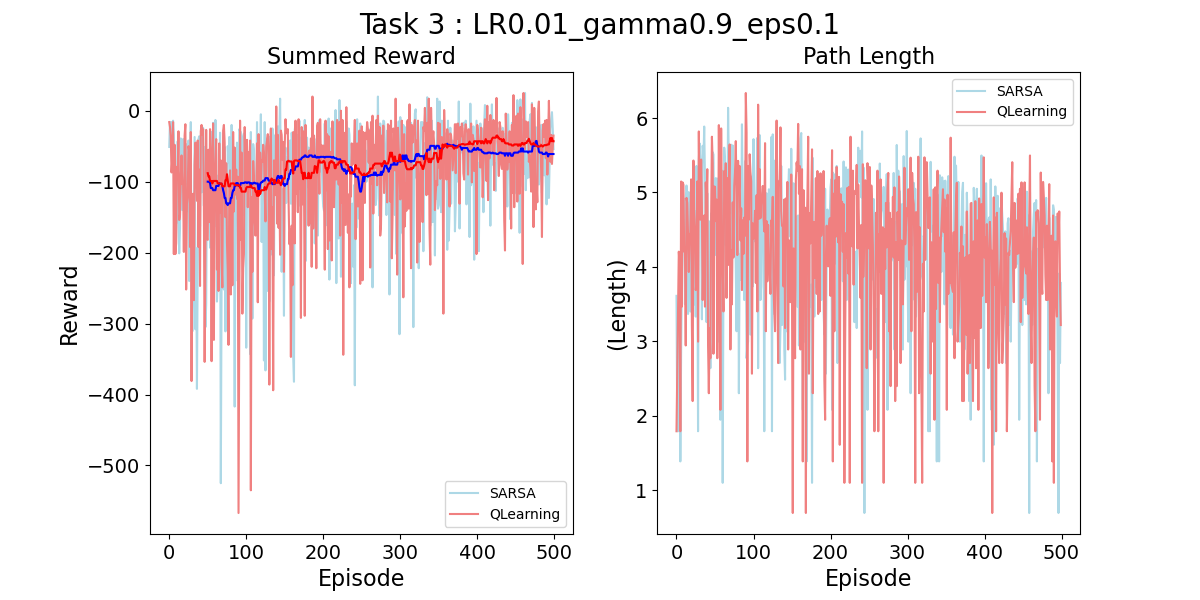 Task 3 : LR0.01_gamma0.9_eps0.1
Summed Reward
Reward
0
−100
−200
−300
−400
−500
0 100 200 300 400 500
Episode
SARSA
QLearning
Path Length
(Length)
6
5
4
3
2
1
0 100 200 300 400 500
Episode
SARSA
QLearning